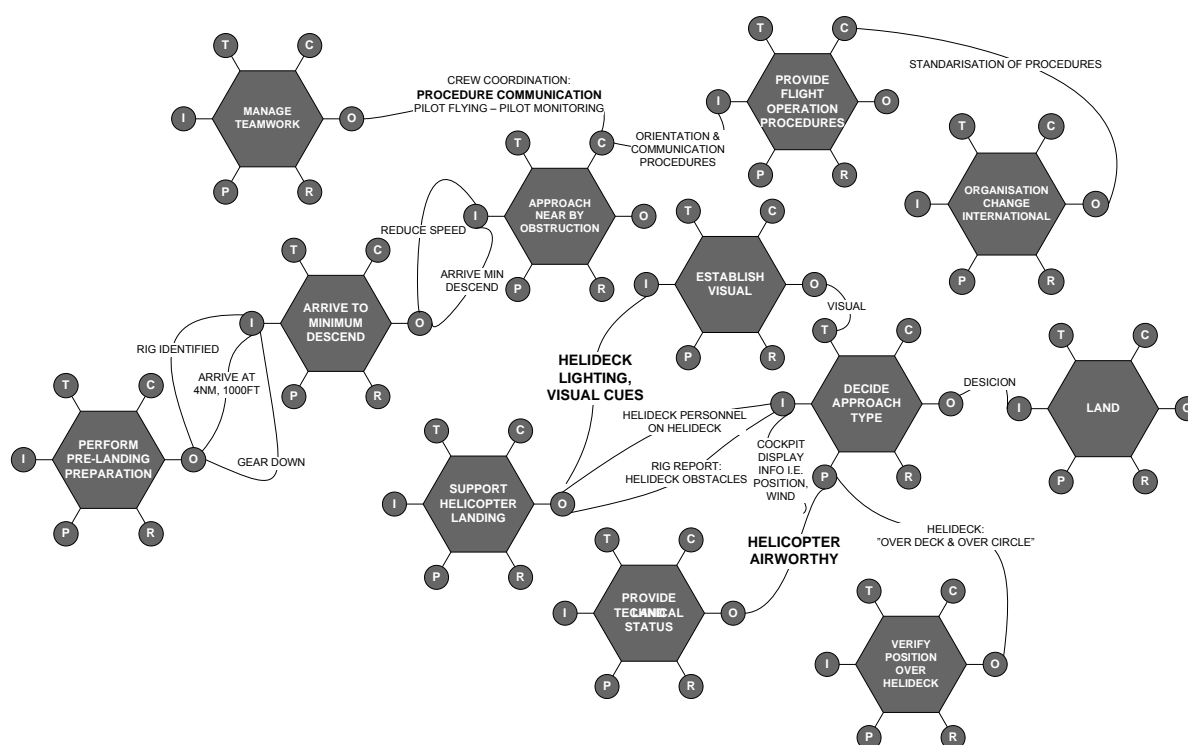 T
C
MANAGE
TEAMWORK
I
O
P
R
CREW COORDINATION:
PROCEDURE COMMUNICATION
PILOT FLYING – PILOT MONITORING
T
C
PROVIDE
FLIGHT
OPERATION
PROCEDURES
I
O
P
R
STANDARISATION OF PROCEDURES
ORIENTATION &
COMMUNICATION
PROCEDURES
T
C
ORGANISATION
CHANGE
INTERNATIONAL
I
O
P
R
T
C
APPROACH
NEAR BY
OBSTRUCTION
I
O
P
R
REDUCE SPEED
ARRIVE MIN
DESCEND
T
C
ESTABLISH
VISUAL
I
O
P
R
VISUAL
T
C
ARRIVE TO
MINIMUM
DESCEND
I
O
P
R
RIG IDENTIFIED
ARRIVE AT
4NM, 1000FT
GEAR DOWN
T
C
PERFORM
PRE-LANDING
PREPARATION
I
O
P
R
HELIDECK
LIGHTING,
VISUAL CUES
HELIDECK PERSONNEL
ON HELIDECK
RIG REPORT:
HELIDECK OBSTACLES
T
C
DECIDE
APPROACH
TYPE
I
O
P
R
DESICION
T
C
LAND
I
O
P
R
COCKPIT
DISPLAY
INFO I.E.
POSITION,
WIND
T
C
SUPPORT
HELICOPTER
LANDING
I
O
P
R
HELICOPTER
AIRWORTHY
HELIDECK:
”OVER DECK & OVER CIRCLE”
T
C
PROVIDE
TECHNICAL
LAND
STATUS
I
O
P
R
T
C
VERIFY
POSITION
OVER
HELIDECK
I
O
P
R